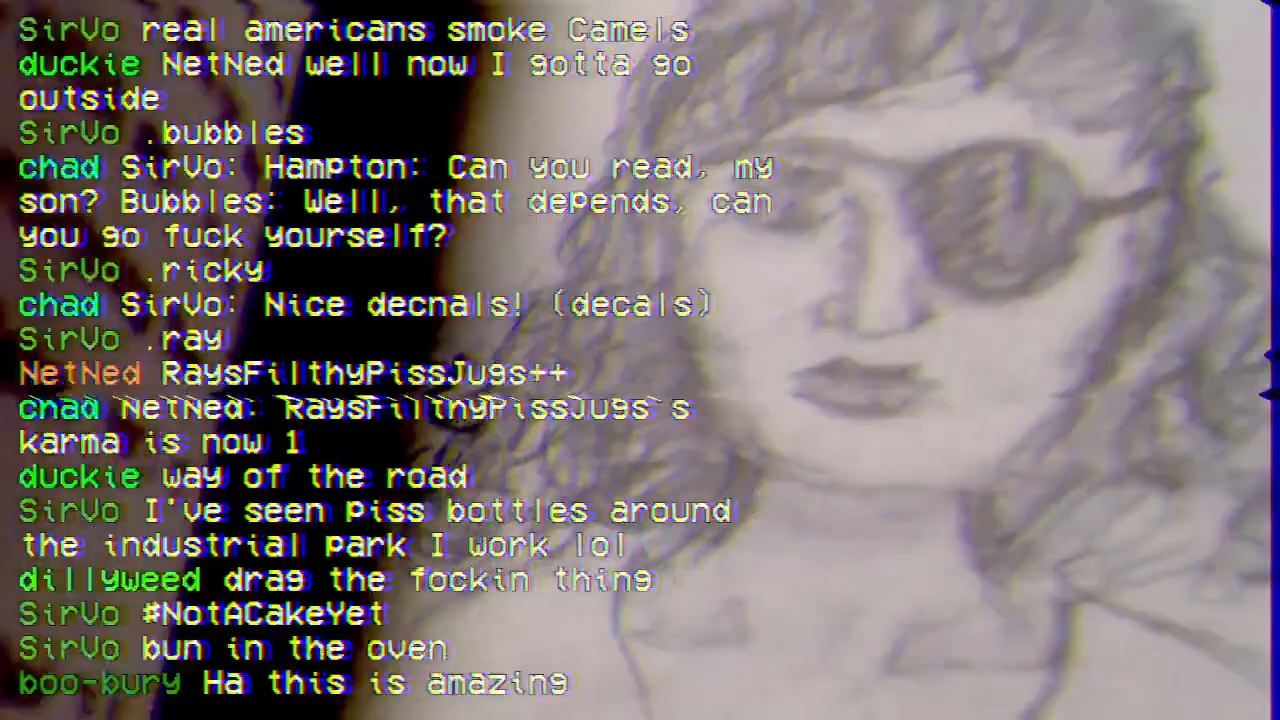 SirVo real americans smoke Camels
duckie NetNed well now I gotta go
outside
SirVo .bubbles
chad SirVo: Hampton: Can you read, my
son? Bubbles: Well, that depends, can
you go fuck yourself?
SirVo .ricky
chad SirVo: Nice decnals! (decals)
SirVo .ray
NetNed RaysFilthyPissJugs++
chad NetNed: RaysFilthyPissJugs's
karma is now 1
duckie way of the road
SirVo I've seen piss bottles around
the industrial park I work lol
dillyweed drag the fockin thing
SirVo #NotACakeYet
SirVo bun in the oven
boo-bury Ha this is amazing